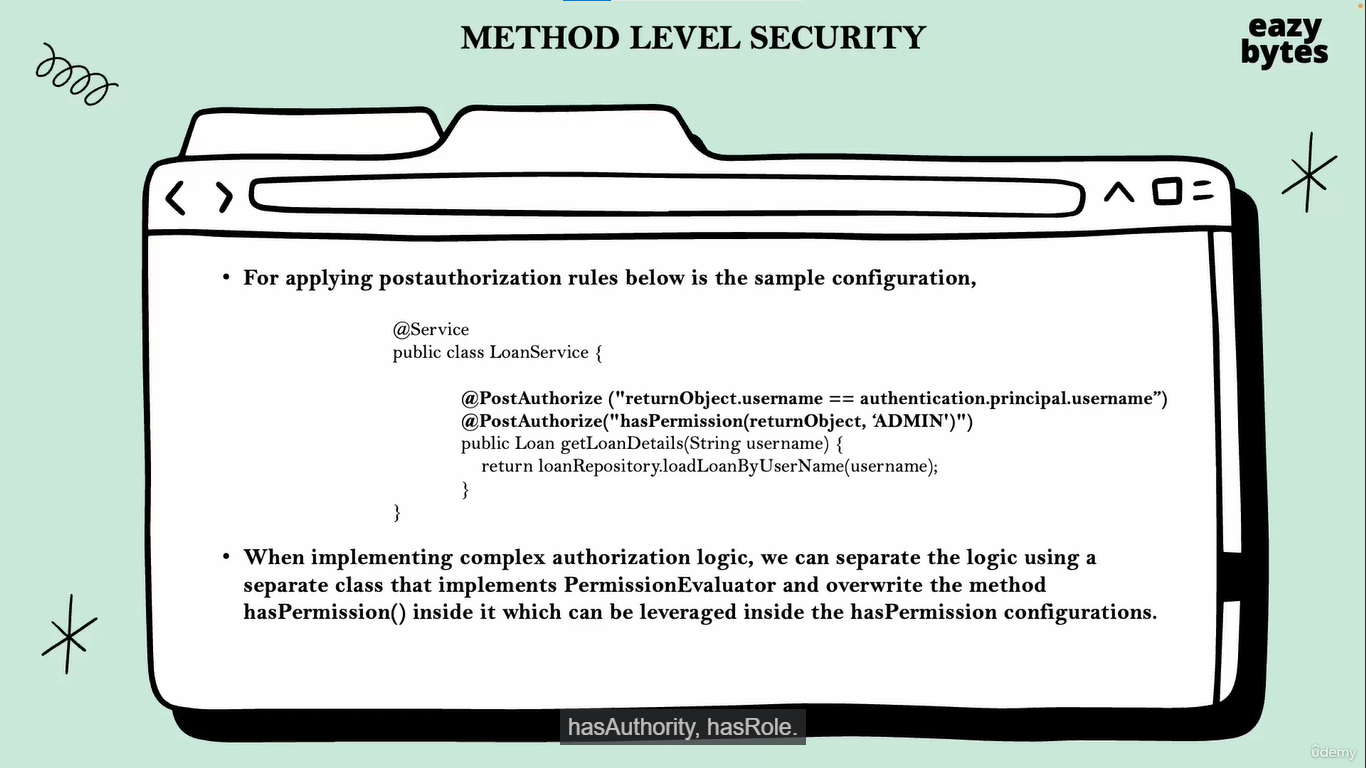 METHOD LEVEL SECURITY
eazy
bytes
• For applying postauthorization rules below is the sample configuration,
@Service
public class LoanService {
@PostAuthorize ("returnObject.username == authentication.principal.username”)
@PostAuthorize("hasPermission(returnObject, ‘ADMIN')")
public Loan getLoanDetails(String username) {
return loanRepository.loadLoanByUserName(username);
}
}
• When implementing complex authorization logic, we can separate the logic using a
separate class that implements PermissionEvaluator and overwrite the method
hasPermission() inside it which can be leveraged inside the hasPermission configurations.
hasAuthority, hasRole.
ûdemy